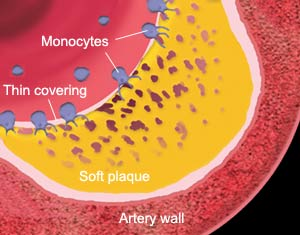 Monocytes
Thin covering
Soft plaque
Artery wall